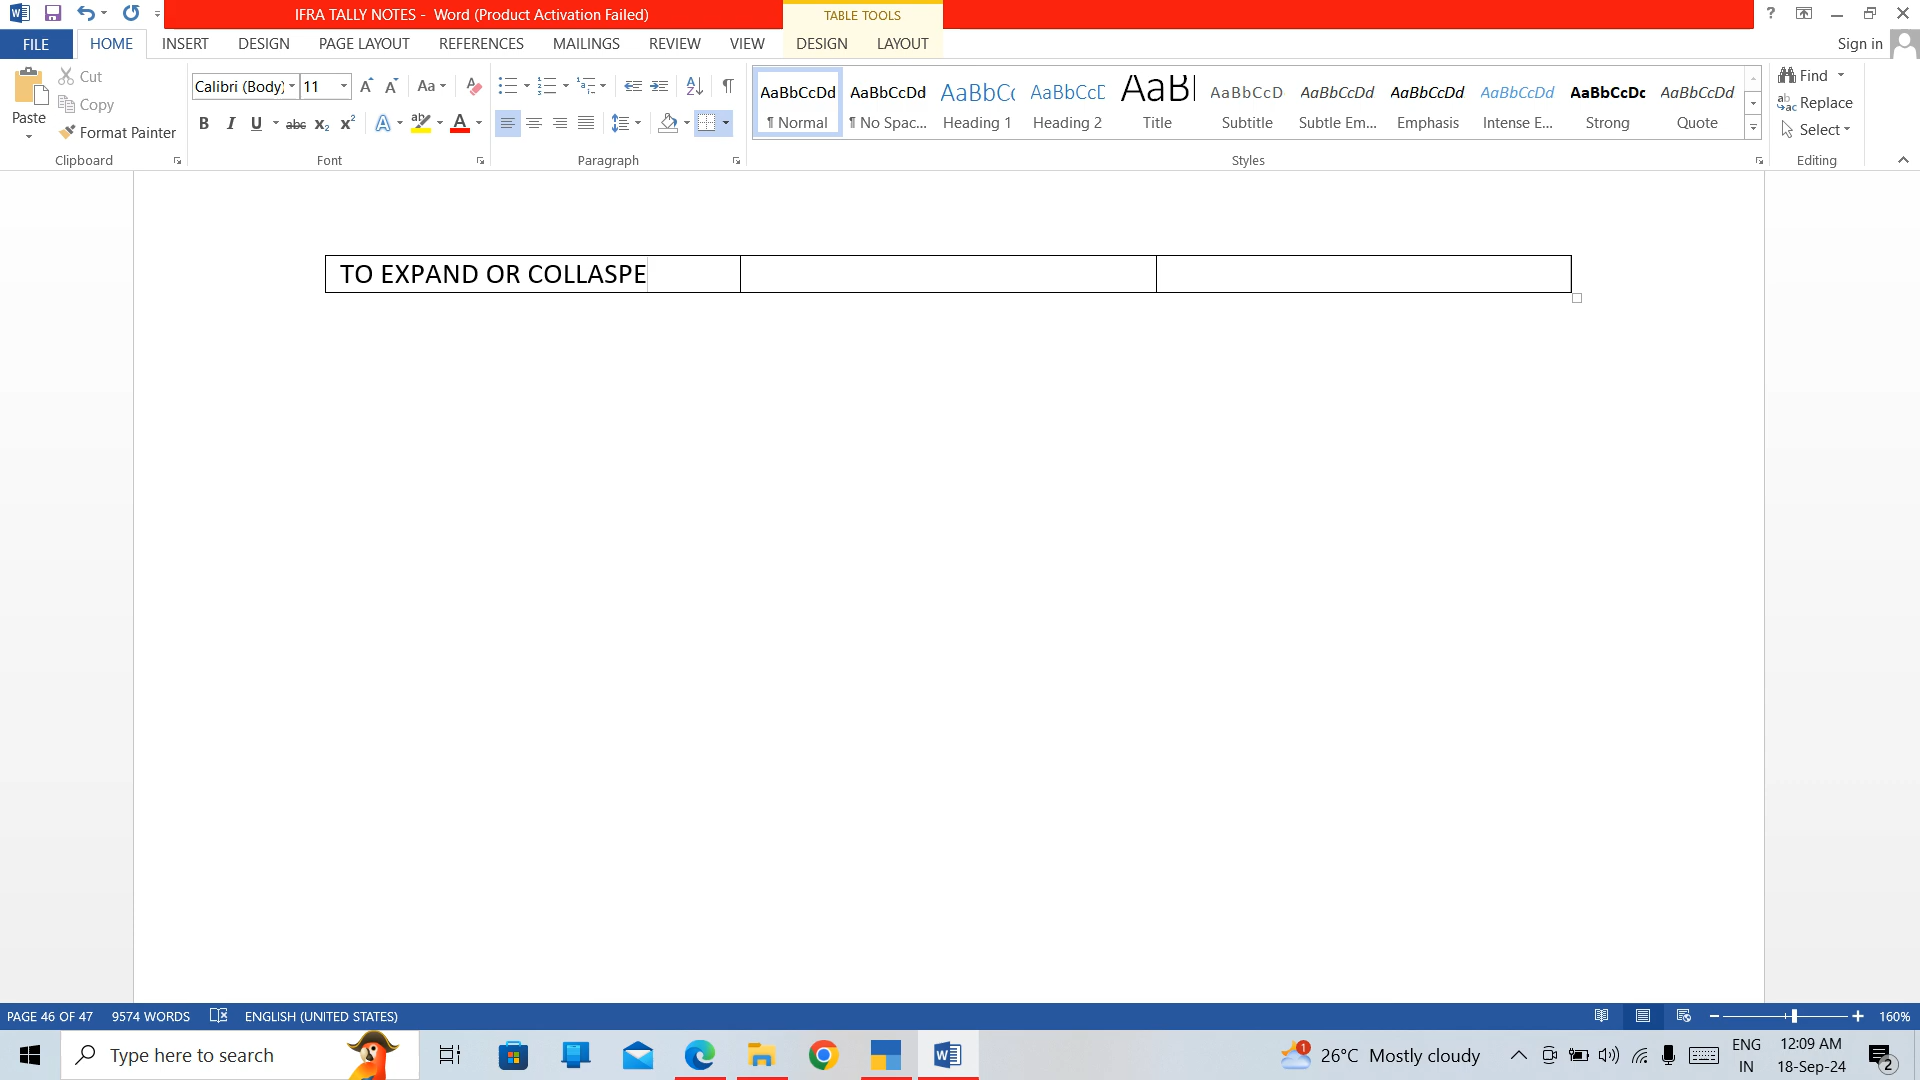 IFRA TALLY NOTES - Word (Product Activation Failed)
TABLE TOOLS
?
FILE
HOME
INSERT
DESIGN
PAGE LAYOUT
REFERENCES
MAILINGS
REVIEW
VIEW
DESIGN
LAYOUT
Sign in
Paste
Cut
Copy
Format Painter
Clipboard
Calibri (Body)
11
Font
Paragraph
AaBbCcDd
¶ Normal
AaBbCcDd
¶ No Spac...
AaBbC
Heading 1
AaBbCc
Heading 2
AaB
Title
AaBbCcD
Subtitle
AaBbCcDd
Subtle Em...
AaBbCcDd
Emphasis
AaBbCcDd
Intense E...
AaBbCcDc
Strong
AaBbCcDd
Quote
Styles
Find
Replace
Select
Editing
TO EXPAND OR COLLASPE
PAGE 46 OF 47
9574 WORDS
ENGLISH (UNITED STATES)
160%
Type here to search
1
26°C Mostly cloudy
ENG
IN
12:09 AM
18-Sep-24
2